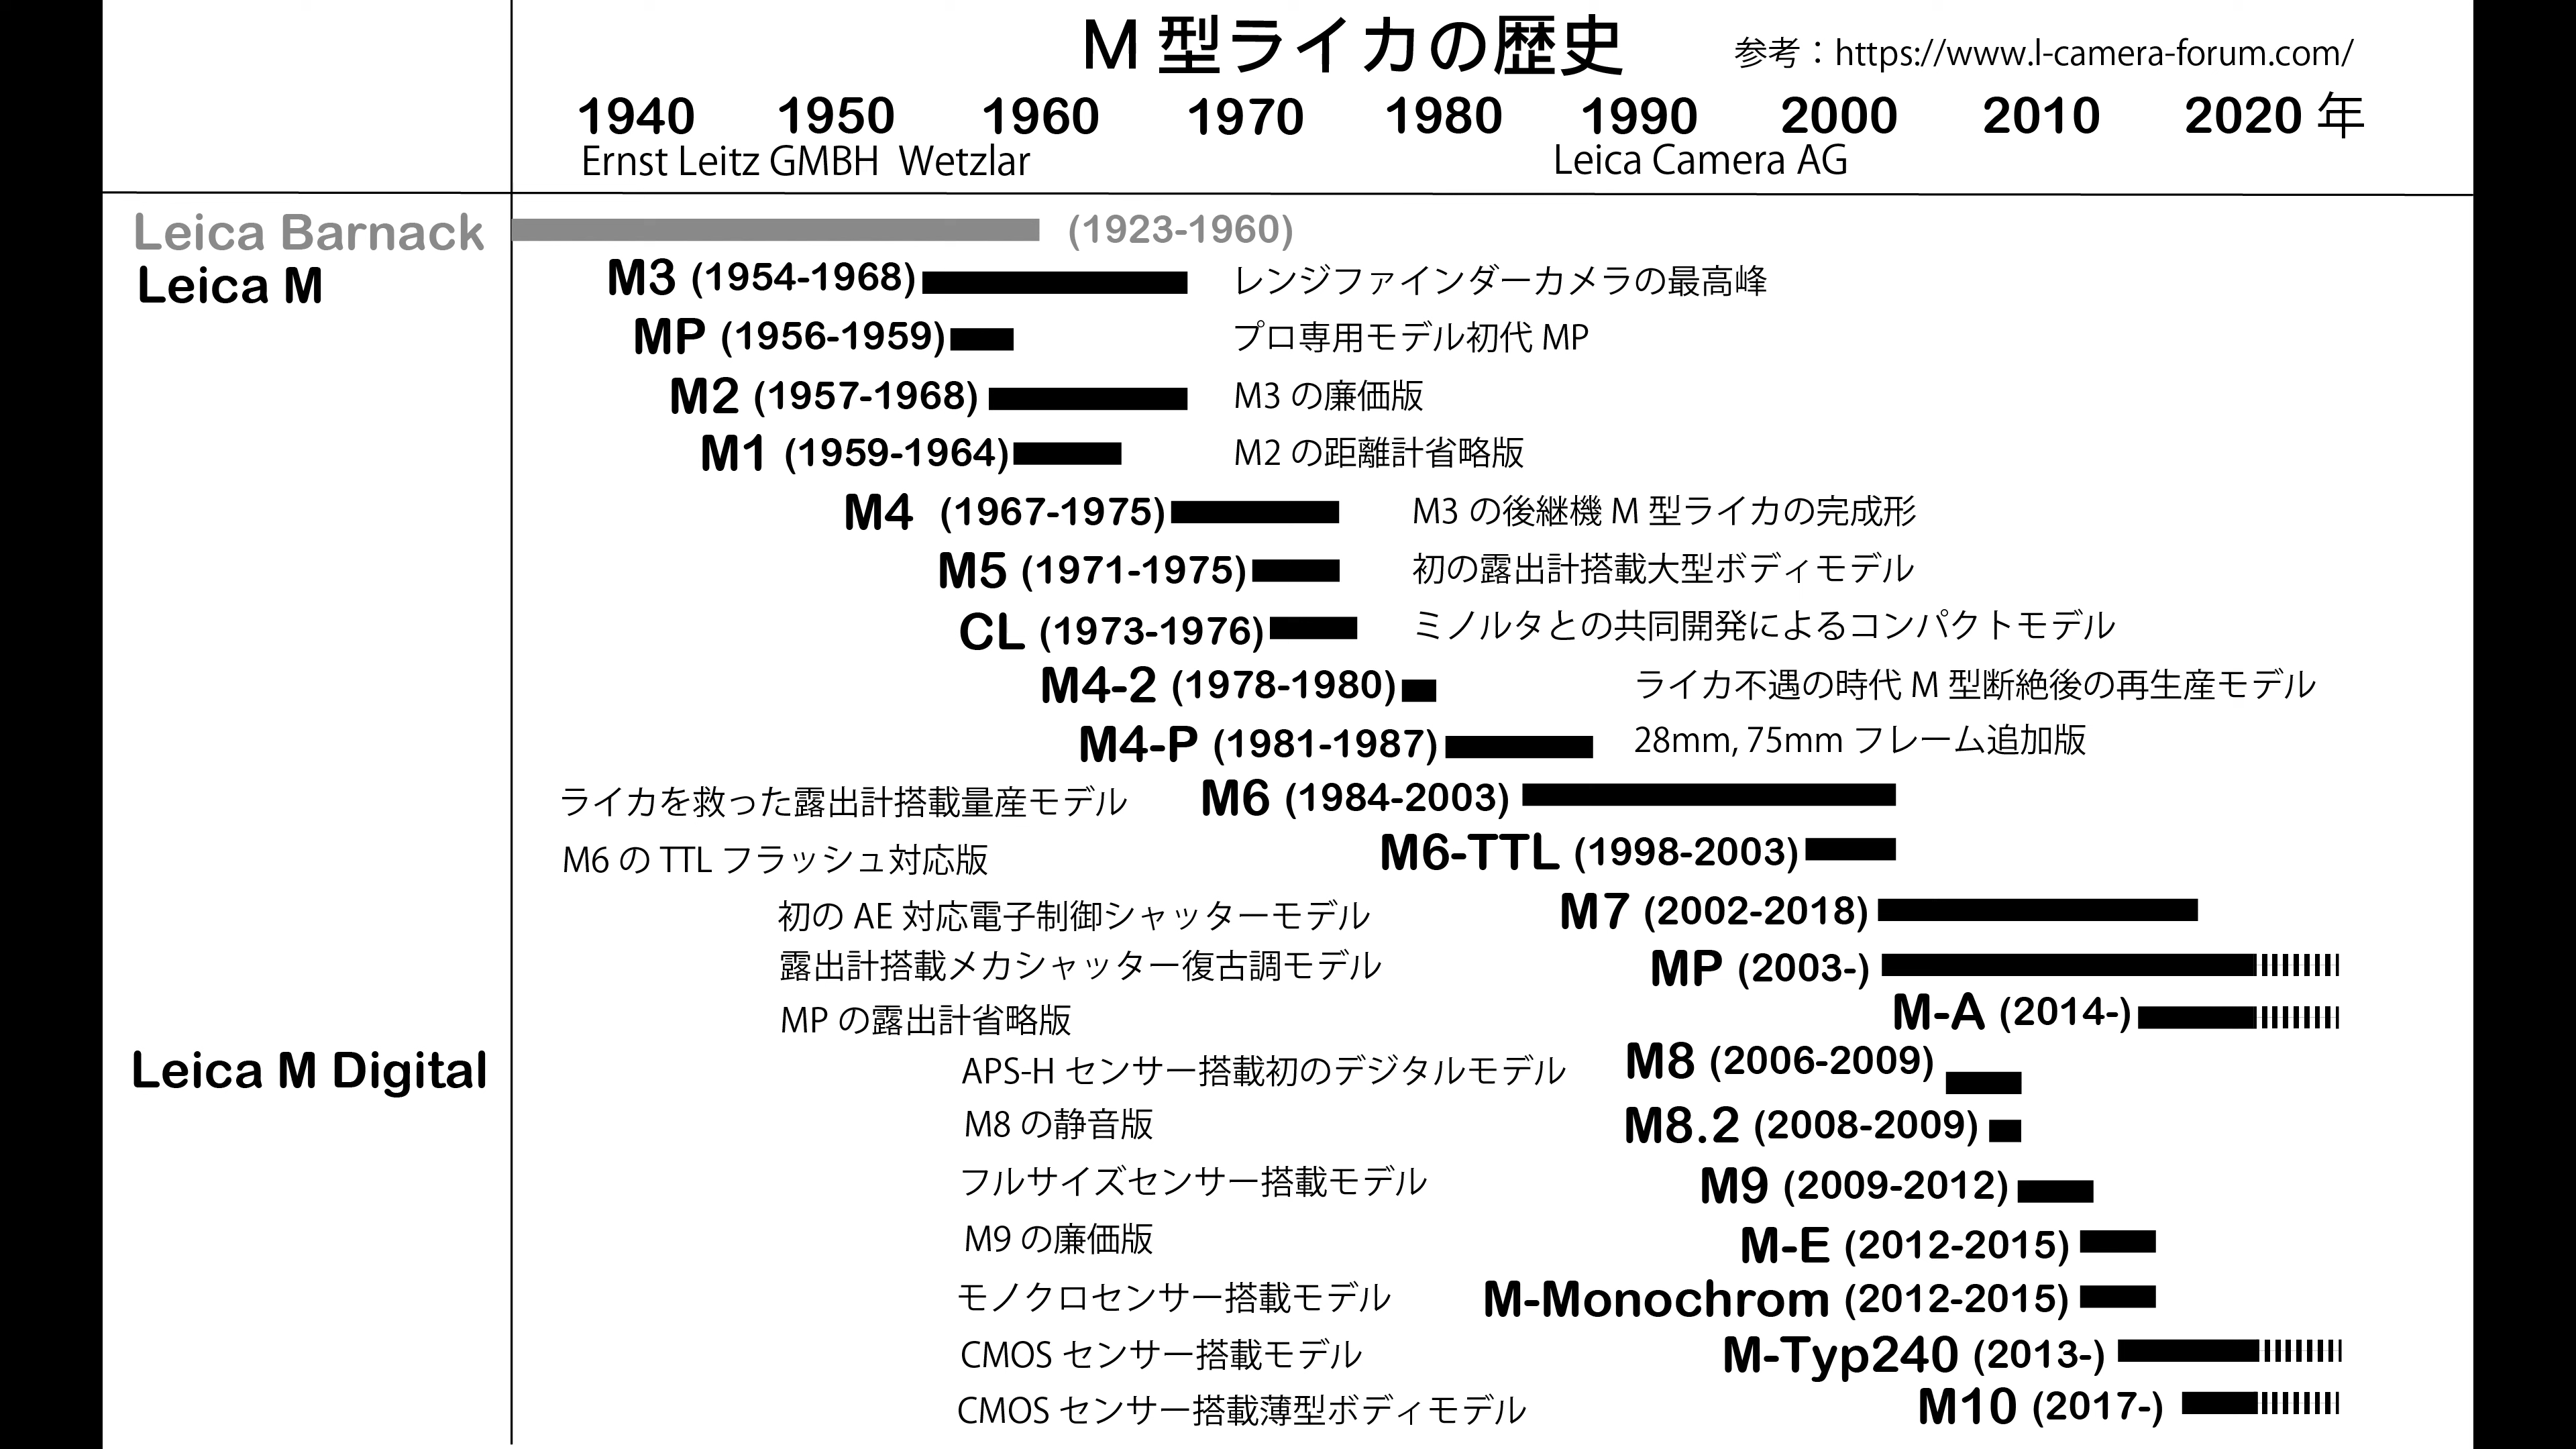 M 型ライカの歴史
参考：https://www.l-camera-forum.com/
1940 1950 1960 1970 1980 1990 2000 2010 2020 年
Ernst Leitz GMBH Wetzlar
Leica Camera AG
Leica Barnack (1923-1960)
Leica M
M3 (1954-1968) レンジファインダーカメラの最高峰
MP (1956-1959) プロ専用モデル初代 MP
M2 (1957-1968) M3 の廉価版
M1 (1959-1964) M2 の距離計省略版
M4 (1967-1975) M3 の後継機 M 型ライカの完成形
M5 (1971-1975) 初の露出計搭載大型ボディモデル
CL (1973-1976) ミノルタとの共同開発によるコンパクトモデル
M4-2 (1978-1980) ライカ不遇の時代 M 型断絶後の再生産モデル
M4-P (1981-1987) 28mm, 75mm フレーム追加版
ライカを救った露出計搭載量産モデル M6 (1984-2003)
M6 の TTL フラッシュ対応版 M6-TTL (1998-2003)
初の AE 対応電子制御シャッターモデル M7 (2002-2018)
露出計搭載メカシャッター復古調モデル MP (2003-)
MP の露出計省略版 M-A (2014-)
Leica M Digital
APS-H センサー搭載初のデジタルモデル M8 (2006-2009)
M8 の静音版 M8.2 (2008-2009)
フルサイズセンサー搭載モデル M9 (2009-2012)
M9 の廉価版 M-E (2012-2015)
モノクロセンサー搭載モデル M-Monochrom (2012-2015)
CMOS センサー搭載モデル M-Typ240 (2013-)
CMOS センサー搭載薄型ボディモデル M10 (2017-)